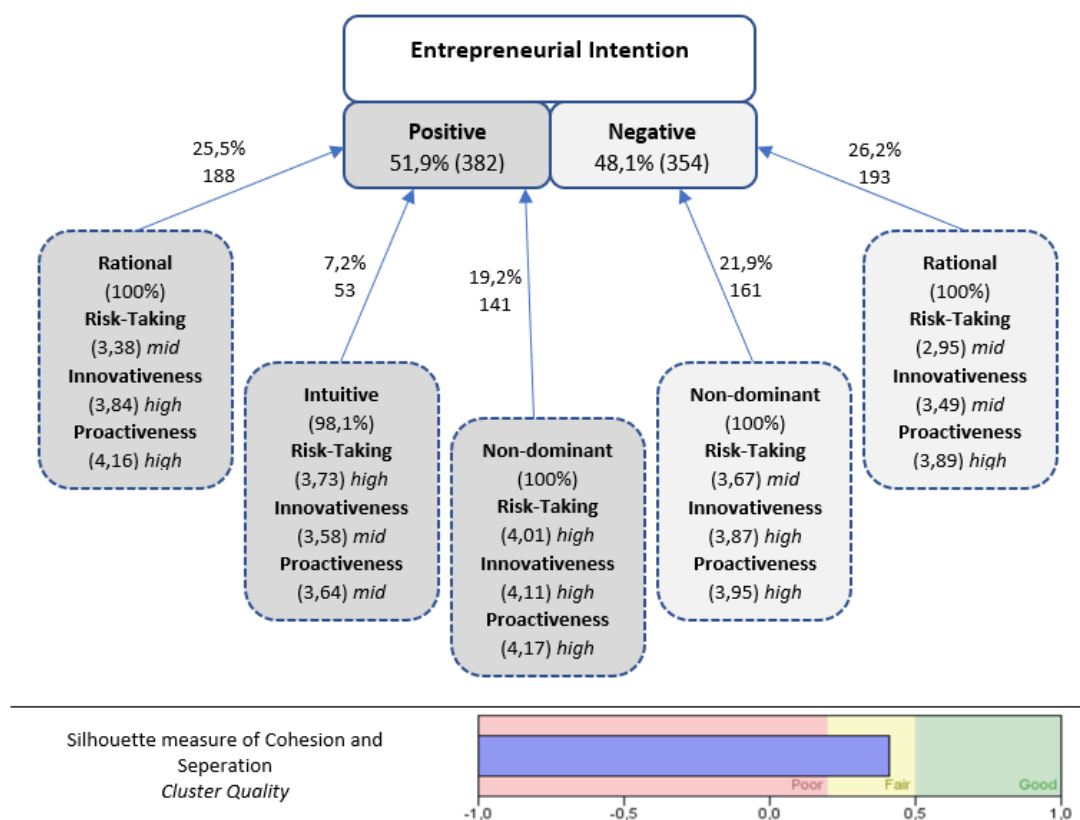 Entrepreneurial Intention
Positive
51,9% (382)
Negative
48,1% (354)
25,5%
188
7,2%
53
19,2%
141
21,9%
161
26,2%
193
Rational
(100%)
Risk-Taking
(3,38) mid
Innovativeness
(3,84) high
Proactiveness
(4,16) high
Intuitive
(98,1%)
Risk-Taking
(3,73) high
Innovativeness
(3,58) mid
Proactiveness
(3,64) mid
Non-dominant
(100%)
Risk-Taking
(4,01) high
Innovativeness
(4,11) high
Proactiveness
(4,17) high
Non-dominant
(100%)
Risk-Taking
(3,67) mid
Innovativeness
(3,87) high
Proactiveness
(3,95) high
Rational
(100%)
Risk-Taking
(2,95) mid
Innovativeness
(3,49) mid
Proactiveness
(3,89) high
Silhouette measure of Cohesion and
Seperation
Cluster Quality
Poor
Fair
Good
-1,0
-0,5
0,0
0,5
1,0